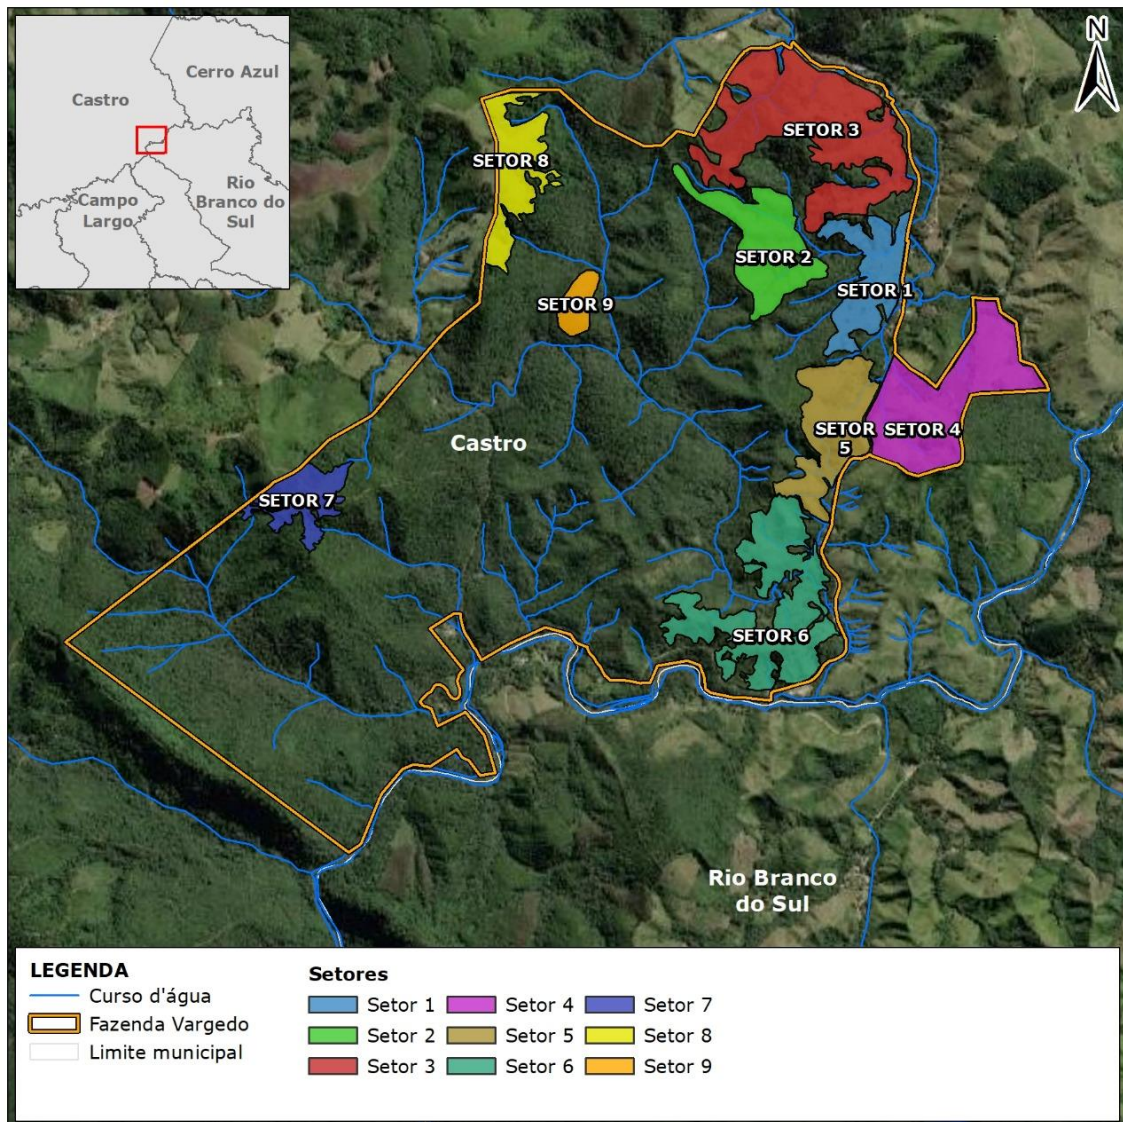 Cerro Azul
Castro
Rio
Branco do
Sul
Campo
Largo
N
SETOR 3
SETOR 8
SETOR 2
SETOR 1
SETOR 9
SETOR
5
SETOR 4
Castro
SETOR 7
SETOR 6
Rio Branco
do Sul
LEGENDA
Curso d'água
Fazenda Vargedo
Limite municipal
Setores
Setor 1
Setor 2
Setor 3
Setor 4
Setor 5
Setor 6
Setor 7
Setor 8
Setor 9